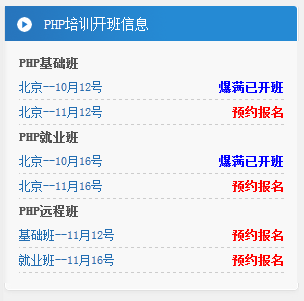 PHP培训开班信息
PHP基础班
北京--10月12号 爆满已开班
北京--11月12号 预约报名
PHP就业班
北京--10月16号 爆满已开班
北京--11月16号 预约报名
PHP远程班
基础班--11月12号 预约报名
就业班--11月16号 预约报名